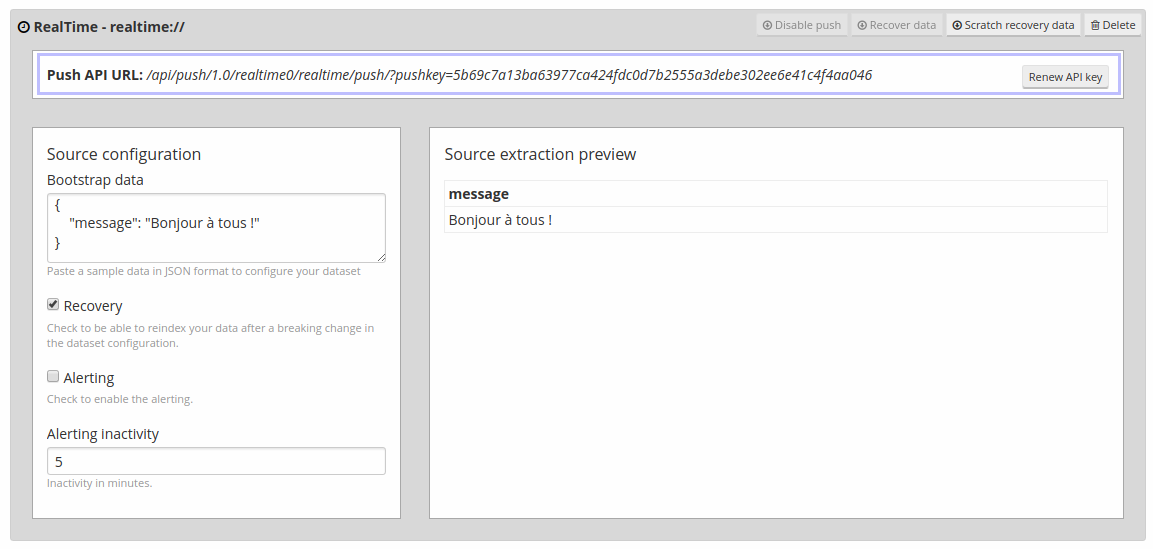 RealTime - realtime://
Disable push
Recover data
Scratch recovery data
Delete
Push API URL: /api/push/1.0/realtime0/realtime/push/?pushkey=5b69c7a13ba63977ca424fdc0d7b2555a3debe302ee6e41c4f4aa046
Renew API key
Source configuration
Bootstrap data
{
"message": "Bonjour à tous !"
}
Paste a sample data in JSON format to configure your dataset
Recovery
Check to be able to reindex your data after a breaking change in
the dataset configuration.
Alerting
Check to enable the alerting.
Alerting inactivity
5
Inactivity in minutes.
Source extraction preview
message
Bonjour à tous !